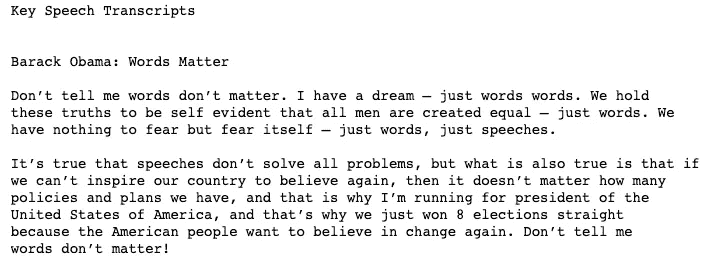 Key Speech Transcripts
Barack Obama: Words Matter
Don't tell me words don't matter. I have a dream – just words words. We hold
these truths to be self evident that all men are created equal – just words. We
have nothing to fear but fear itself – just words, just speeches.
It's true that speeches don't solve all problems, but what is also true is that if
we can't inspire our country to believe again, then it doesn't matter how many
policies and plans we have, and that is why I'm running for president of the
United States of America, and that's why we just won 8 elections straight
because the American people want to believe in change again. Don't tell me
words don't matter!